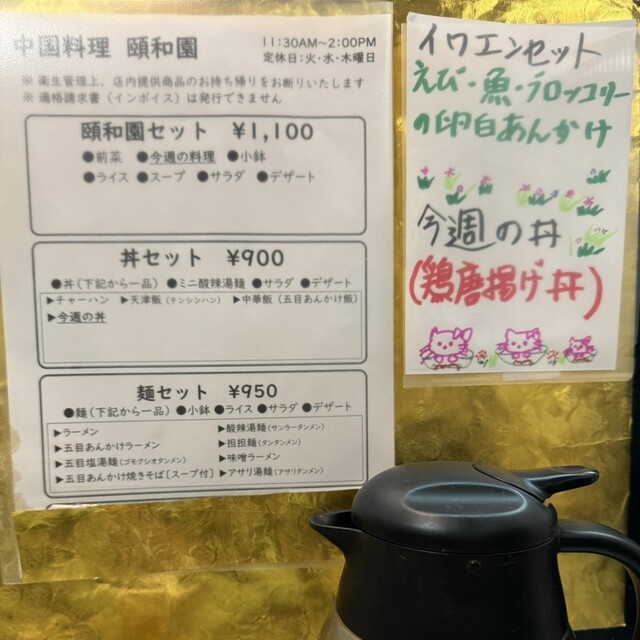 中国料理 頤和園
11:30AM～2:00PM
定休日:火・水・木曜日
※ 衛生管理上、店内提供商品のお持ち帰りをお断りいたします
※ 適格請求書（インボイス）は発行できません
頤和園セット ￥1,100
●前菜 ●今週の料理 ●小鉢
●ライス ●スープ ●サラダ ●デザート
丼セット ￥900
●丼(下記から一品) ●ミニ酸辣湯麺 ●サラダ ●デザート
▶チャーハン ▶天津飯(テンシンハン) ▶中華飯(五目あんかけ飯)
▶今週の丼
麺セット ￥950
●麺(下記から一品) ●小鉢 ●ライス ●サラダ ●デザート
▶ラーメン
▶五目あんかけラーメン
▶五目塩湯麺(ゴモクシオタンメン)
▶五目あんかけ焼きそば[スープ付]
▶酸辣湯麺(サンラータンメン)
▶担担麺(タンタンメン)
▶味噌ラーメン
▶アサリ湯麺(アサリタンメン)
イワエンセット
えび・魚・ブロッコリー
の卵白あんかけ
今週の丼
(鶏唐揚げ丼)